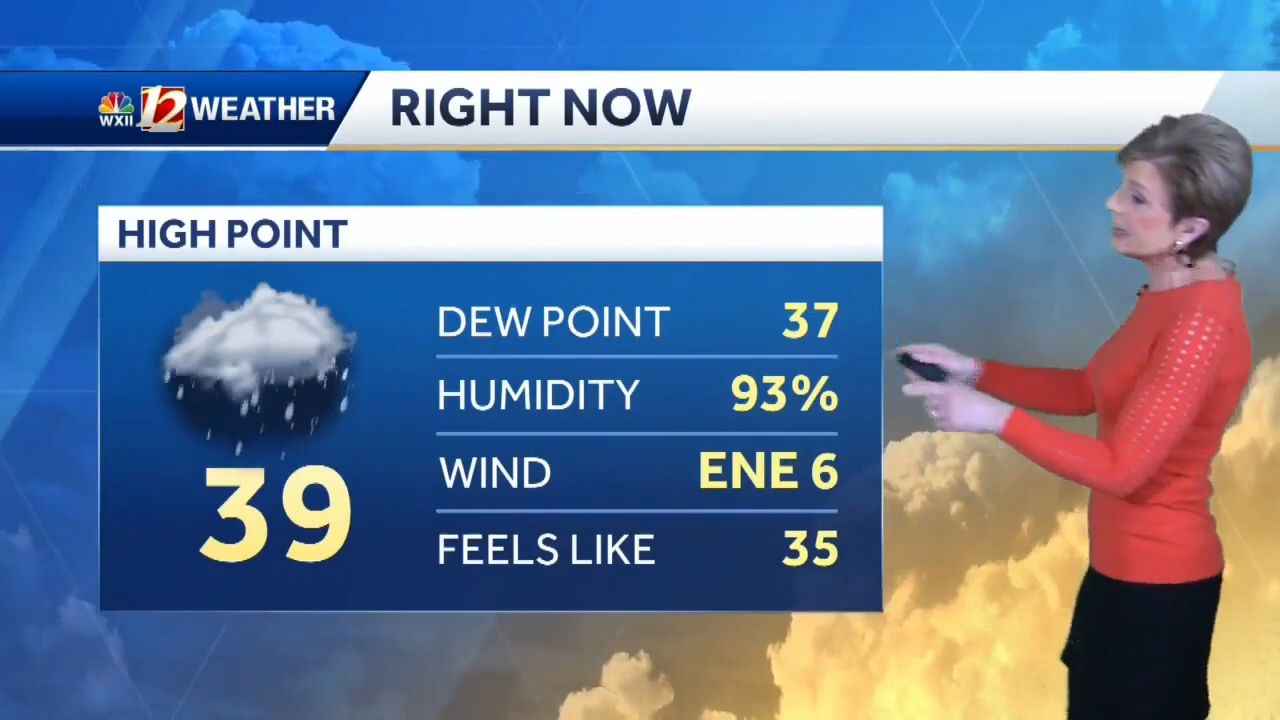 WXII 12 WEATHER
RIGHT NOW
HIGH POINT
39
DEW POINT 37
HUMIDITY 93%
WIND ENE 6
FEELS LIKE 35